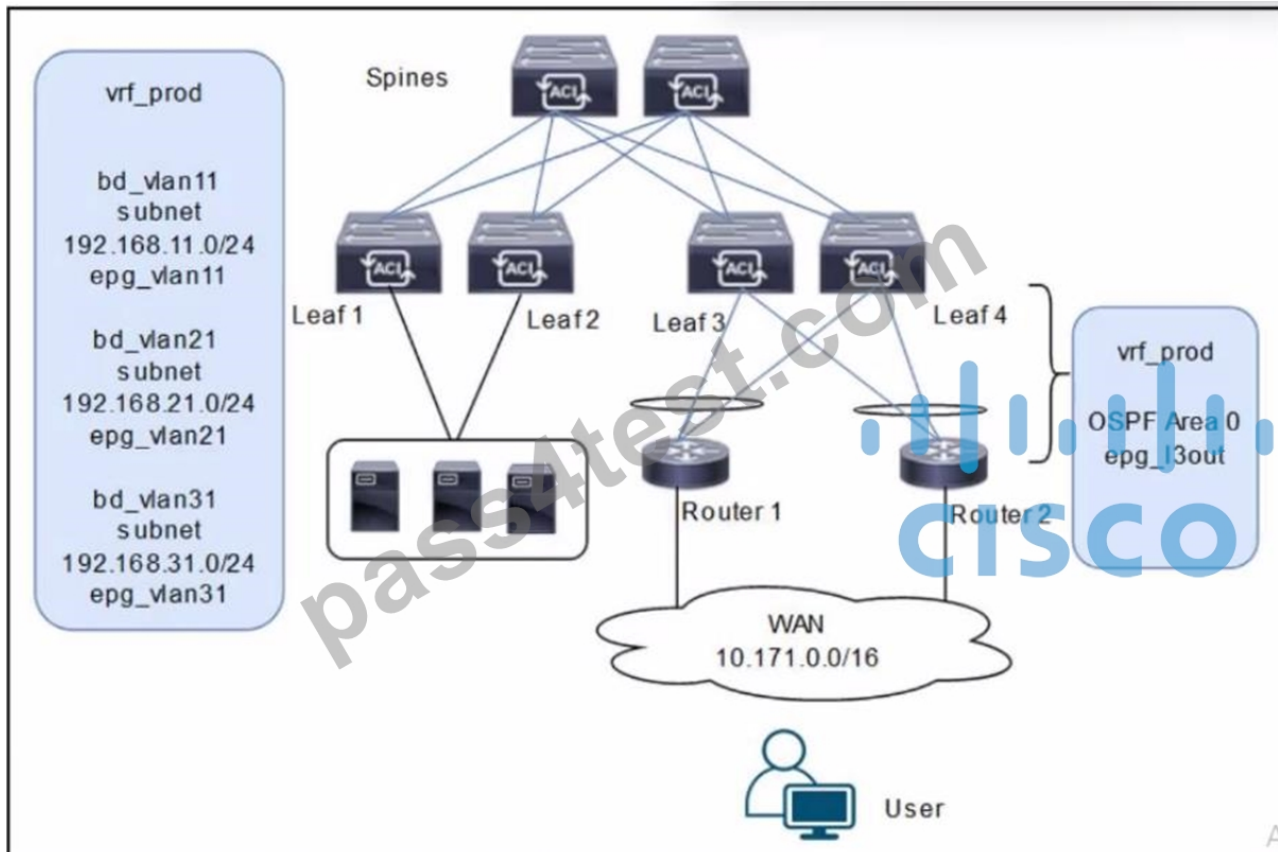 Spines
ACI
ACI
vrf_prod
bd_vlan11
subnet
192.168.11.0/24
epg_vlan11
bd_vlan21
subnet
192.168.21.0/24
epg_vlan21
bd_vlan31
subnet
192.168.31.0/24
epg_vlan31
ACI
ACI
ACI
ACI
Leaf 1
Leaf2
Leaf 3
Leaf 4
vrf_prod
OSPF Area 0
epg_l3out
Router 1
Router 2
WAN
10.171.0.0/16
User
pass4test.com
CISCO
A